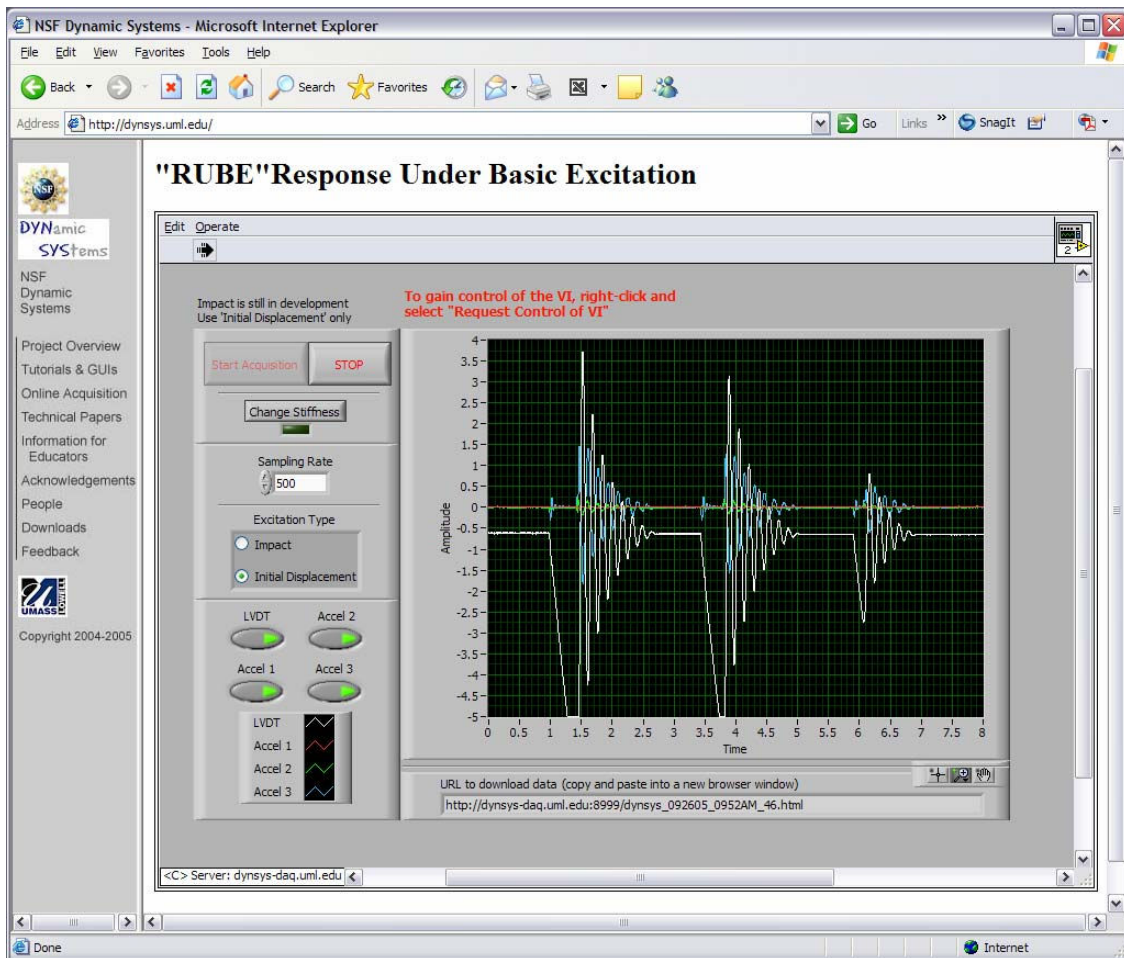 NSF Dynamic Systems - Microsoft Internet Explorer
File Edit View Favorites Tools Help
Back Search Favorites
Address http://dynsys.uml.edu/ Go Links » SnagIt
NSF
DYNamic
SYStems
NSF
Dynamic
Systems
Project Overview
Tutorials & GUIs
Online Acquisition
Technical Papers
Information for
Educators
Acknowledgements
People
Downloads
Feedback
UMASS LOWELL
Copyright 2004-2005
"RUBE"Response Under Basic Excitation
Edit Operate
2
Impact is still in development
Use 'Initial Displacement' only
To gain control of the VI, right-click and
select "Request Control of VI"
Start Acquisition STOP
Change Stiffness
Sampling Rate
500
Excitation Type
Impact
Initial Displacement
LVDT Accel 2
Accel 1 Accel 3
LVDT
Accel 1
Accel 2
Accel 3
Amplitude
4
3.5
3
2.5
2
1.5
1
0.5
0
-0.5
-1
-1.5
-2
-2.5
-3
-3.5
-4
-4.5
-5
0 0.5 1 1.5 2 2.5 3 3.5 4 4.5 5 5.5 6 6.5 7 7.5 8
Time
URL to download data (copy and paste into a new browser window)
http://dynsys-daq.uml.edu:8999/dynsys_092605_0952AM_46.html
<C> Server: dynsys-daq.uml.edu
Done Internet